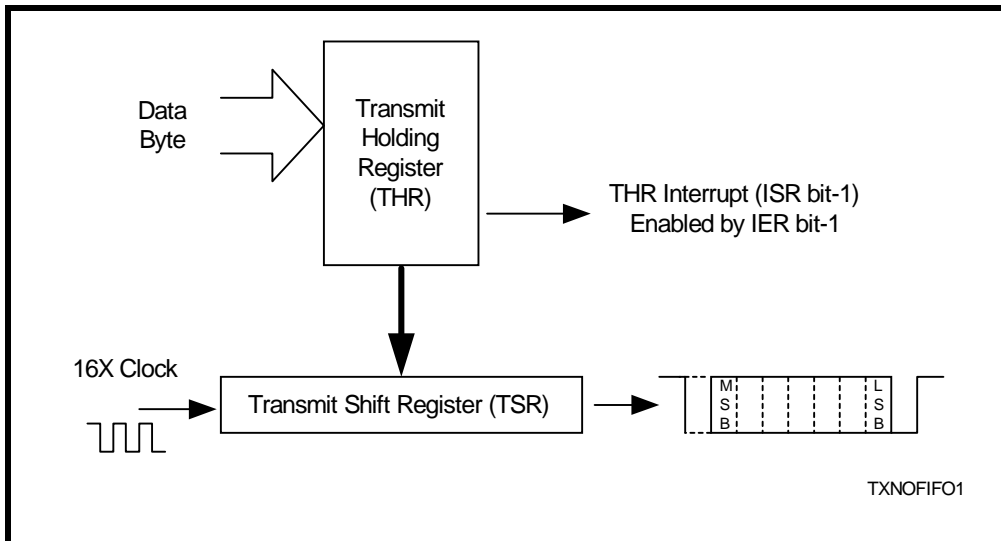 Data
Byte
Transmit
Holding
Register
(THR)
THR Interrupt (ISR bit-1)
Enabled by IER bit-1
16X Clock
Transmit Shift Register (TSR)
M
S
B
L
S
B
TXNOFIFO1